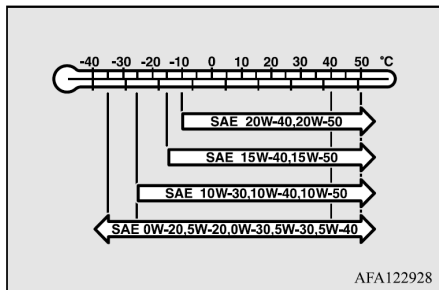 -40 -30 -20 -10 0 10 20 30 40 50 °C
SAE 20W-40,20W-50
SAE 15W-40,15W-50
SAE 10W-30,10W-40,10W-50
SAE 0W-20,5W-20,0W-30,5W-30,5W-40
AFA122928